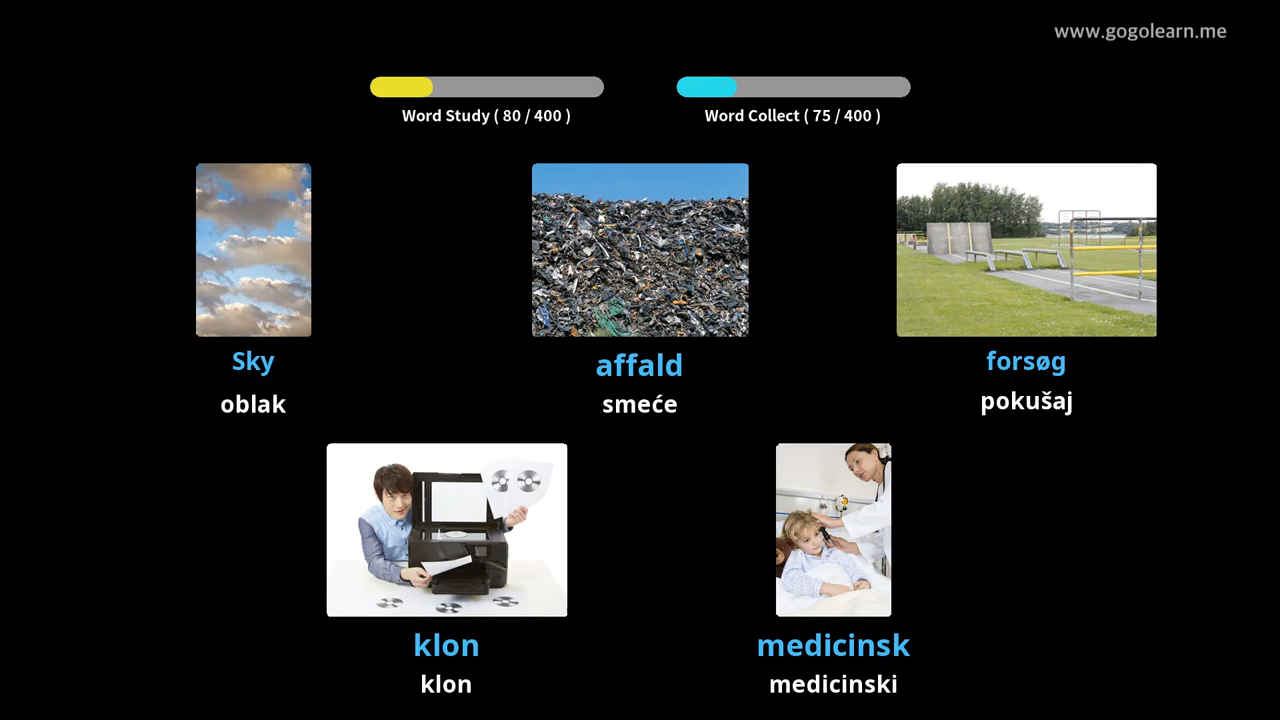 www.gogolearn.me
Word Study ( 80 / 400 )
Word Collect ( 75 / 400 )
Sky
oblak
affald
smeće
forsøg
pokušaj
klon
klon
medicinsk
medicinski